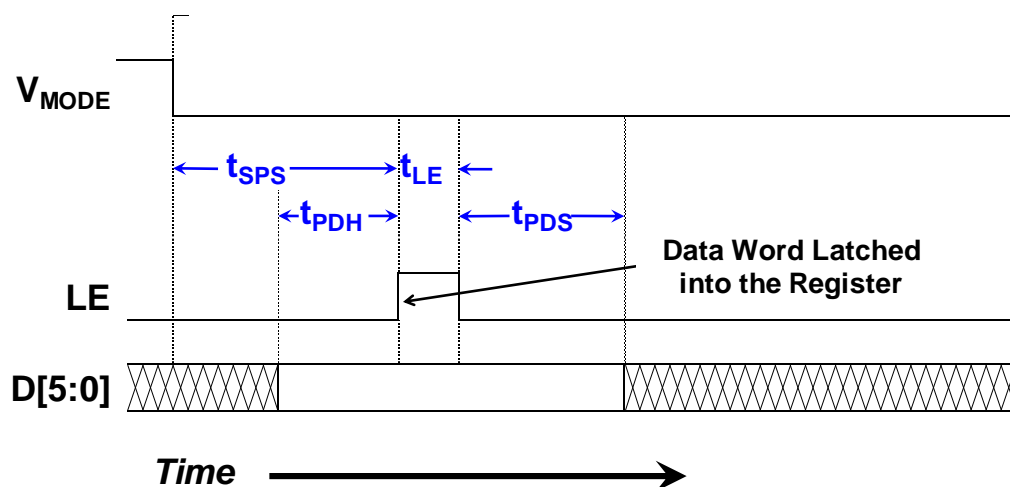 VMODE
tSPS
tLE
tPDH
tPDS
Data Word Latched
into the Register
LE
D[5:0]
Time